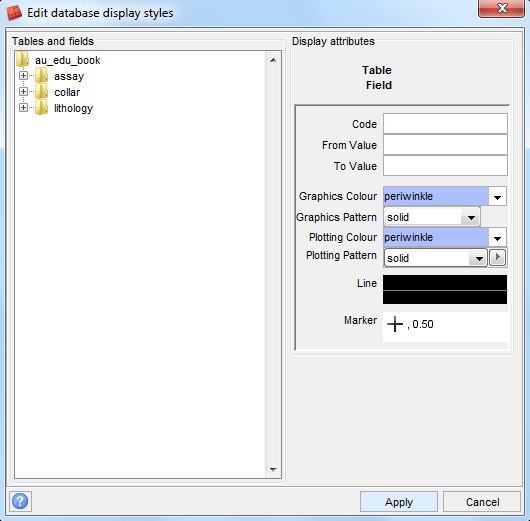 Edit database display styles
Tables and fields
au_edu_book
assay
collar
lithology
Display attributes
Table
Field
Code
From Value
To Value
Graphics Colour periwinkle
Graphics Pattern solid
Plotting Colour periwinkle
Plotting Pattern solid
Line
Marker , 0.50
? Apply Cancel